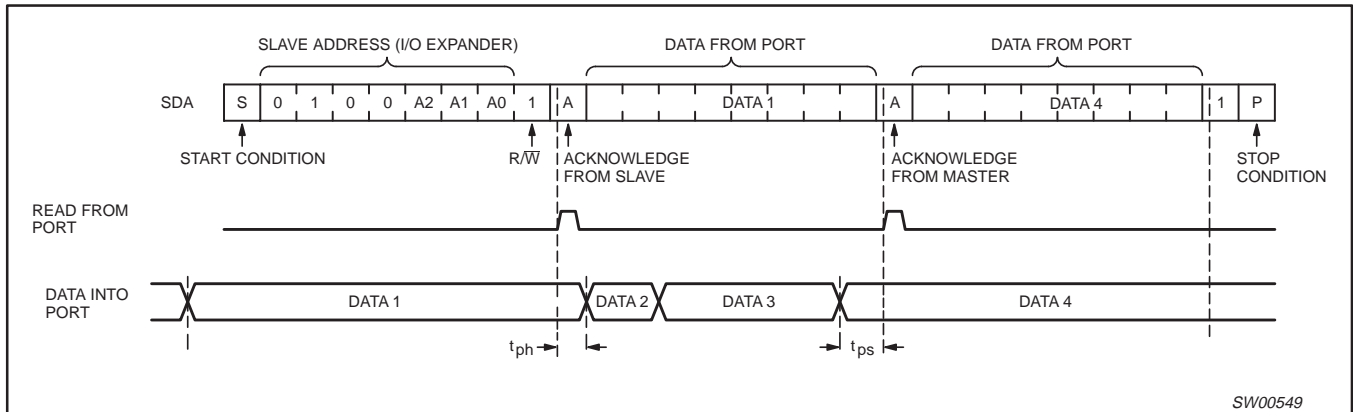 SLAVE ADDRESS (I/O EXPANDER) DATA FROM PORT DATA FROM PORT
SDA S 0 1 0 0 A2 A1 A0 1 A DATA 1 A DATA 4 1 P
START CONDITION R/W̅ ACKNOWLEDGE FROM SLAVE ACKNOWLEDGE FROM MASTER STOP CONDITION
READ FROM PORT
DATA INTO PORT DATA 1 DATA 2 DATA 3 DATA 4
tph tps
SW00549